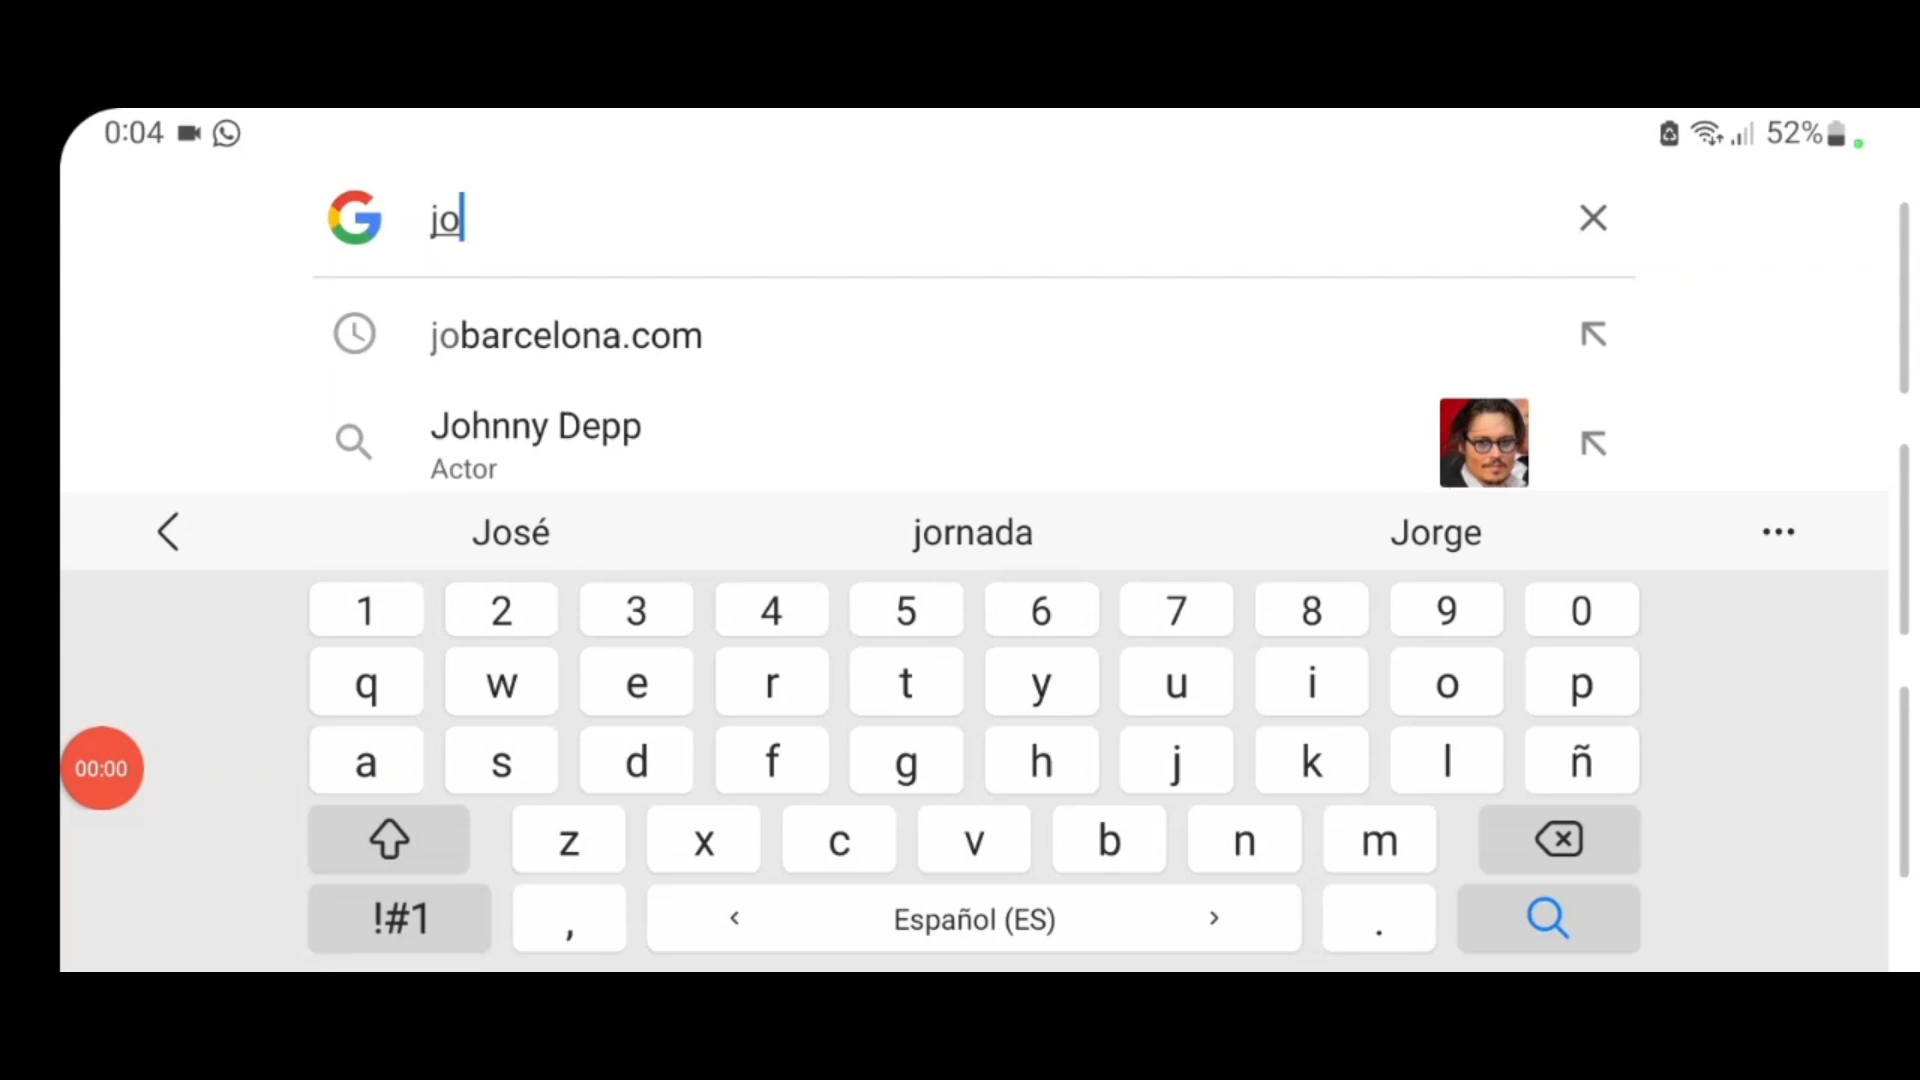 0:04
52%
jo
jobarcelona.com
Johnny Depp
Actor
José jornada Jorge ...
1 2 3 4 5 6 7 8 9 0
q w e r t y u i o p
a s d f g h j k l ñ
00:00
z x c v b n m
!#1 , < Español (ES) > .